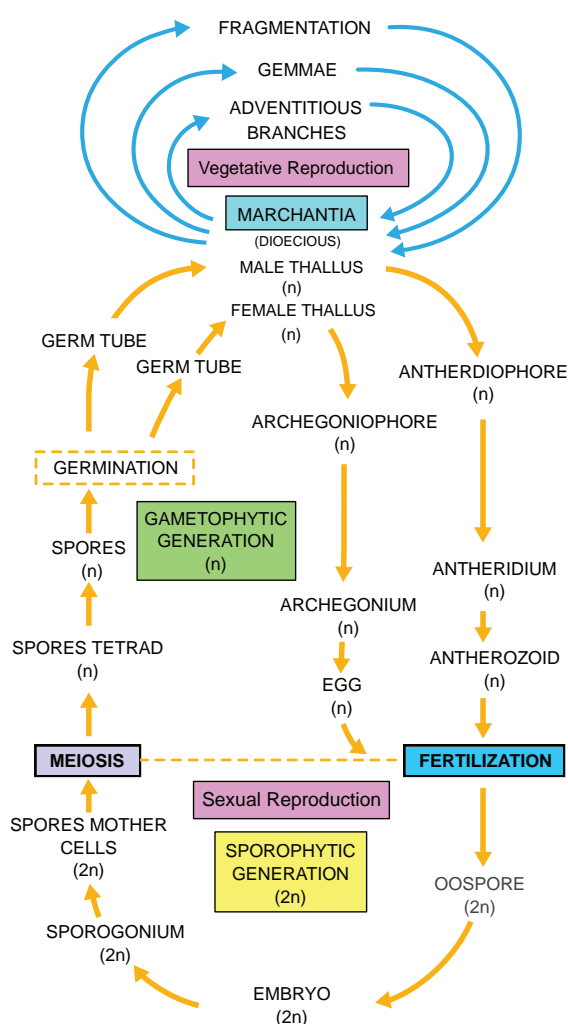 FRAGMENTATION
GEMMAE
ADVENTITIOUS
BRANCHES
Vegetative Reproduction
MARCHANTIA
(DIOECIOUS)
MALE THALLUS
(n)
FEMALE THALLUS
(n)
GERM TUBE
GERM TUBE
ANTHERDIOPHORE
(n)
ARCHEGONIOPHORE
(n)
GERMINATION
GAMETOPHYTIC
GENERATION
(n)
SPORES
(n)
ANTHERIDIUM
(n)
ARCHEGONIUM
(n)
SPORES TETRAD
(n)
ANTHEROZOID
(n)
EGG
(n)
MEIOSIS
FERTILIZATION
Sexual Reproduction
SPORES MOTHER
CELLS
(2n)
SPOROPHYTIC
GENERATION
(2n)
OOSPORE
(2n)
SPOROGONIUM
(2n)
EMBRYO
(2n)